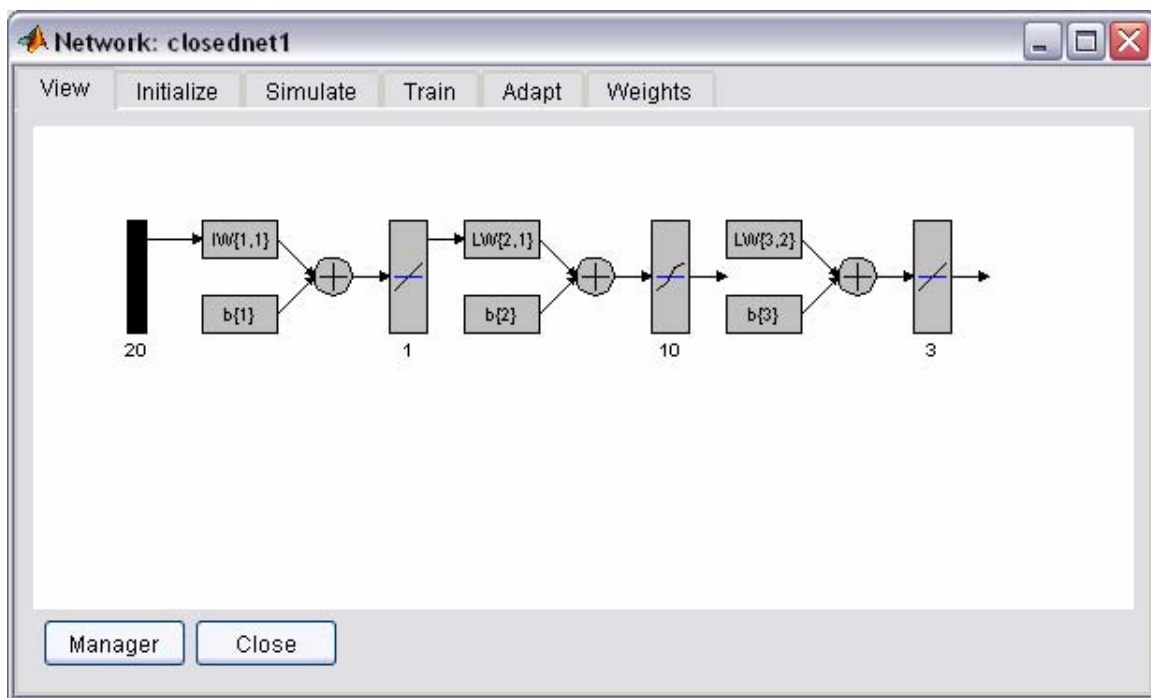 Network: closednet1
View Initialize Simulate Train Adapt Weights
IW{1,1} LW{2,1} LW{3,2}
b{1} b{2} b{3}
20 1 10 3
Manager Close